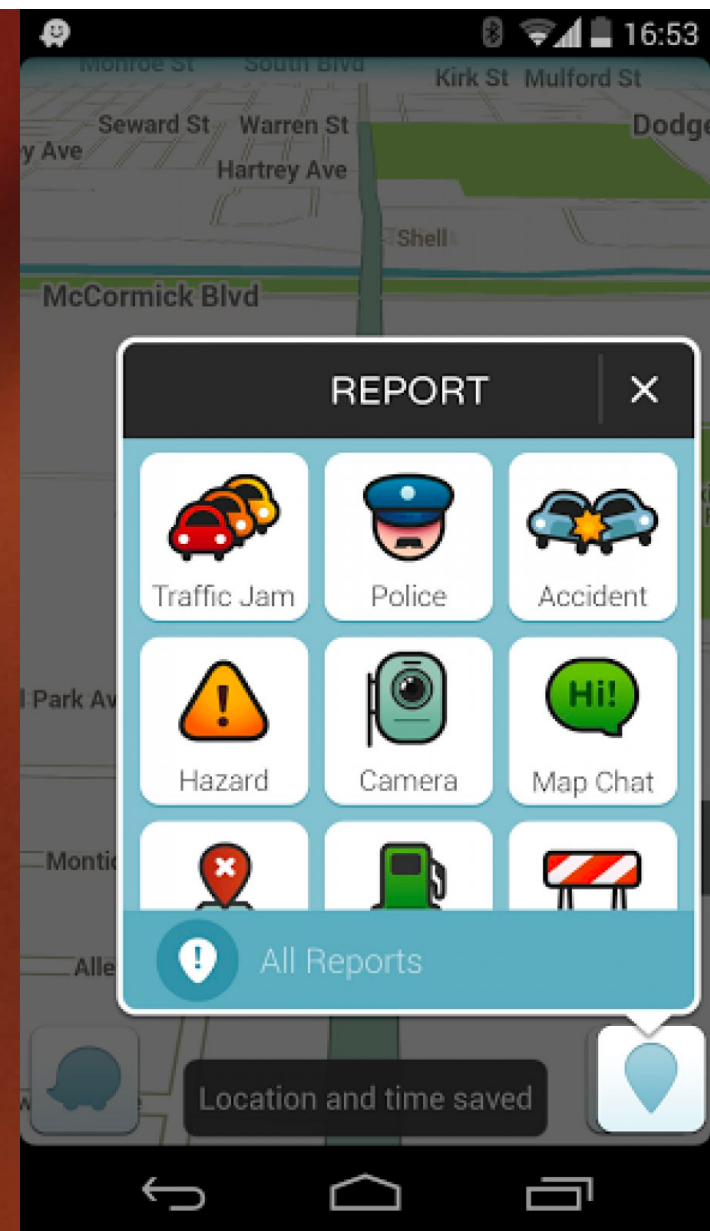 16:53
Monroe St South Blvd
Kirk St Mulford St
Seward St Warren St
Dodge
y Ave
Hartrey Ave
Shell
McCormick Blvd
REPORT
Traffic Jam Police Accident
l Park Av
Hi!
Hazard Camera Map Chat
Montic
Alle
All Reports
Location and time saved